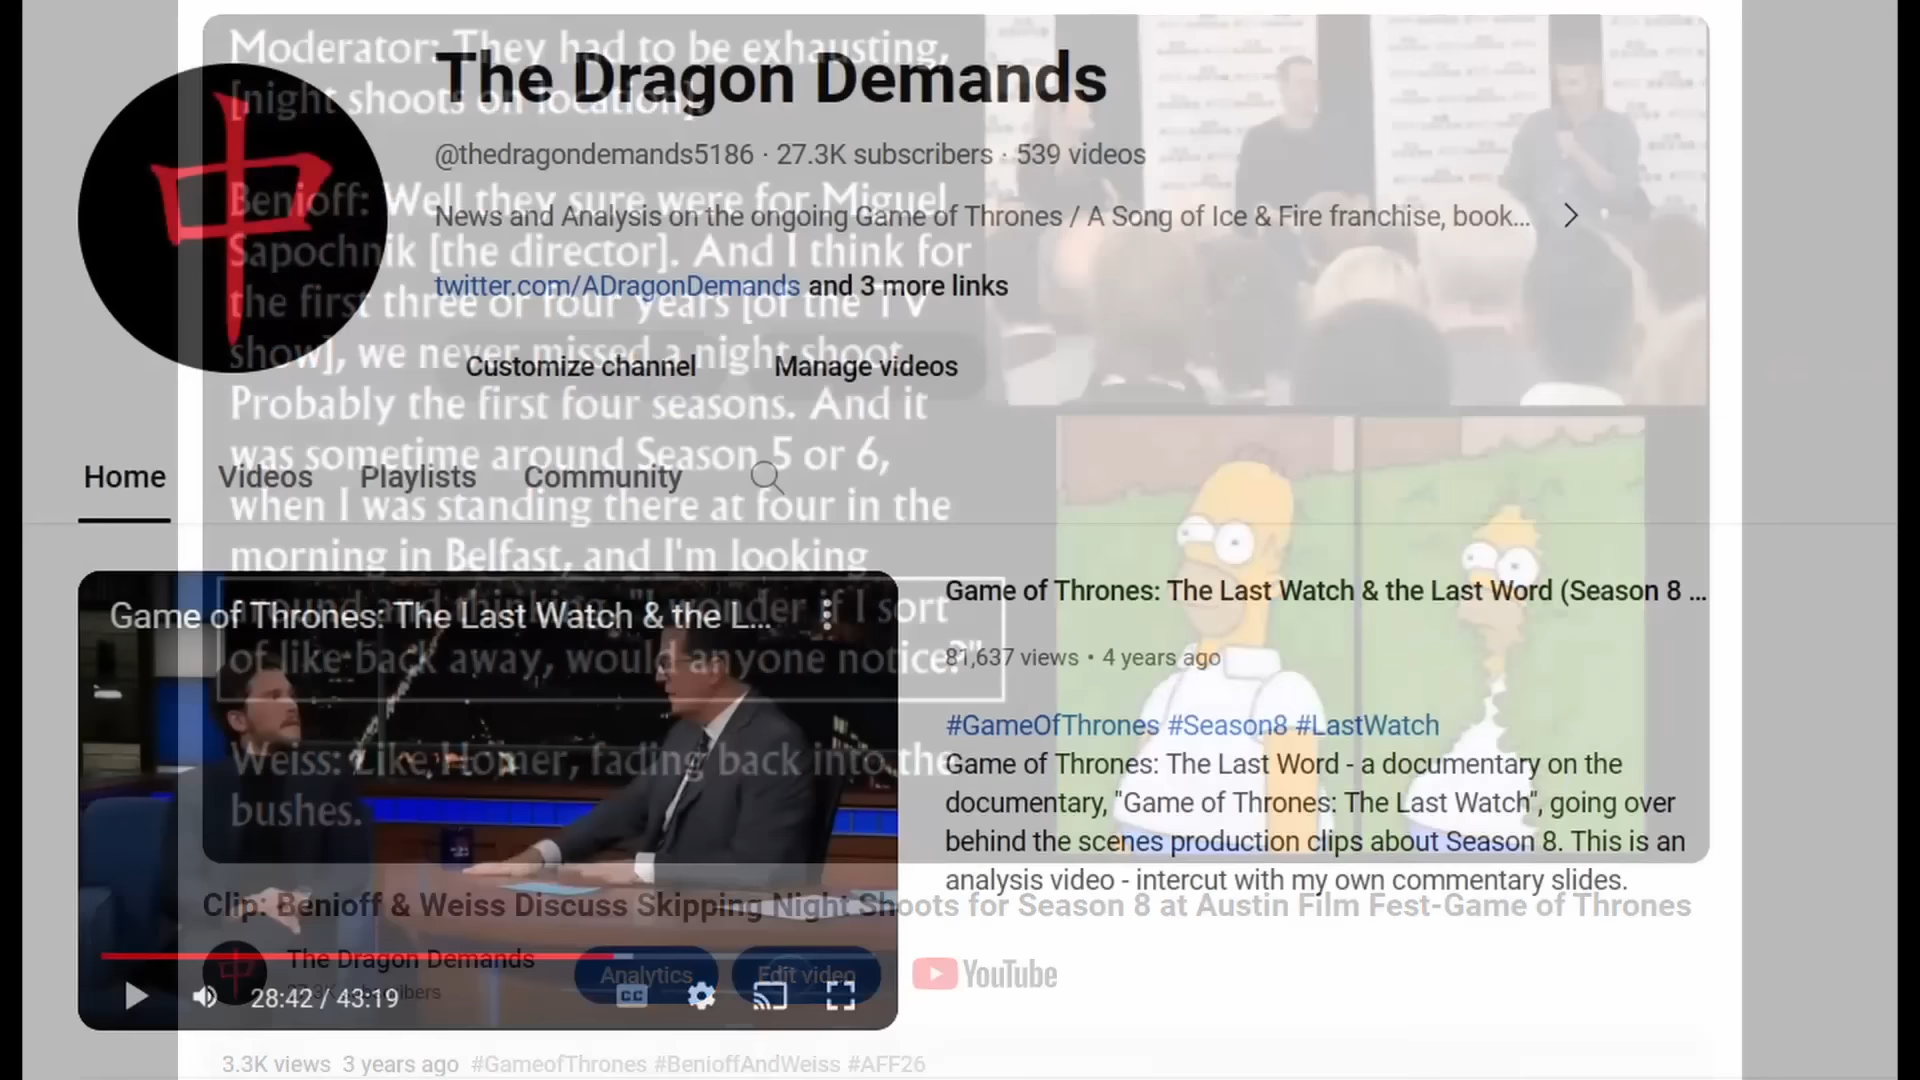 Moderator: They had to be exhausting,
[night shoots on location]
The Dragon Demands
@thedragondemands5186 · 27.3K subscribers · 539 videos
Benioff: Well they sure were for Miguel
News and Analysis on the ongoing Game of Thrones / A Song of Ice & Fire franchise, book...
Sapochnik [the director]. And I think for
twitter.com/ADragonDemands and 3 more links
the first three or four years [of the TV
show], we never missed a night shoot.
Customize channel Manage videos
Probably the first four seasons. And it
was sometime around Season 5 or 6,
Home Videos Playlists Community
when I was standing there at four in the
morning in Belfast, and I'm looking
around and thinking, "I wonder if I sort
of like back away, would anyone notice?"
Weiss: Like Homer, fading back into the
bushes.
Game of Thrones: The Last Watch & the L...
Game of Thrones: The Last Watch & the Last Word (Season 8 ...
81,637 views • 4 years ago
#GameOfThrones #Season8 #LastWatch
Game of Thrones: The Last Word - a documentary on the
documentary, "Game of Thrones: The Last Watch", going over
behind the scenes production clips about Season 8. This is an
analysis video - intercut with my own commentary slides.
Clip: Benioff & Weiss Discuss Skipping Night Shoots for Season 8 at Austin Film Fest-Game of Thrones
中
The Dragon Demands
Analytics Edit video
YouTube
28:42 / 43:19
CC
3.3K views 3 years ago #GameofThrones #BenioffAndWeiss #AFF26